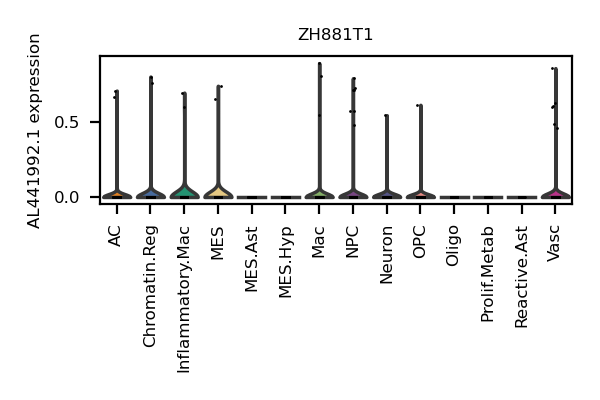 ZH881T1
AL441992.1 expression
0.5
0.0
AC
Chromatin.Reg
Inflammatory.Mac
MES
MES.Ast
MES.Hyp
Mac
NPC
Neuron
OPC
Oligo
Prolif.Metab
Reactive.Ast
Vasc